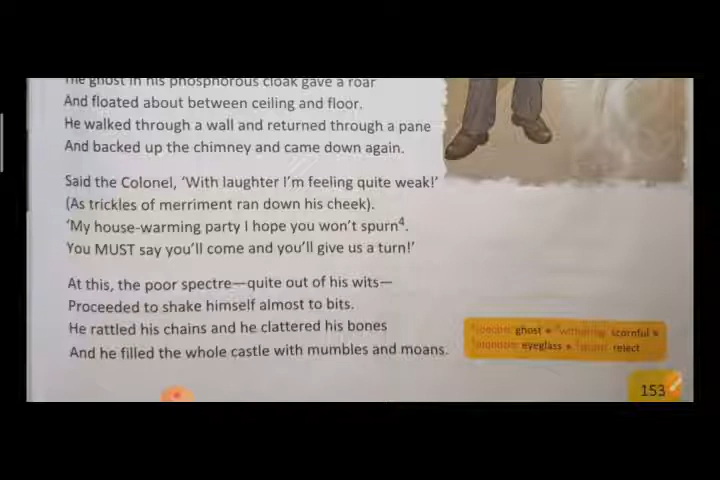 The ghost in his phosphorous cloak gave a roar
And floated about between ceiling and floor.
He walked through a wall and returned through a pane
And backed up the chimney and came down again.
Said the Colonel, ‘With laughter I’m feeling quite weak!’
(As trickles of merriment ran down his cheek).
‘My house-warming party I hope you won’t spurn⁴.
You MUST say you’ll come and you’ll give us a turn!’
At this, the poor spectre—quite out of his wits—
Proceeded to shake himself almost to bits.
He rattled his chains and he clattered his bones
And he filled the whole castle with mumbles and moans.
ghost • withering scornful •
eyeglass • reject
153